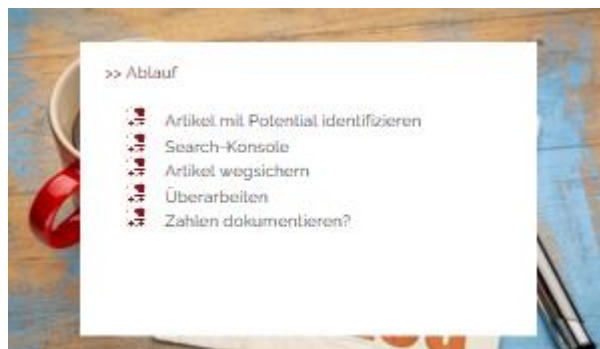 >> Ablauf
Artikel mit Potential identifizieren
Search-Konsole
Artikel wegsichern
Überarbeiten
Zahlen dokumentieren?